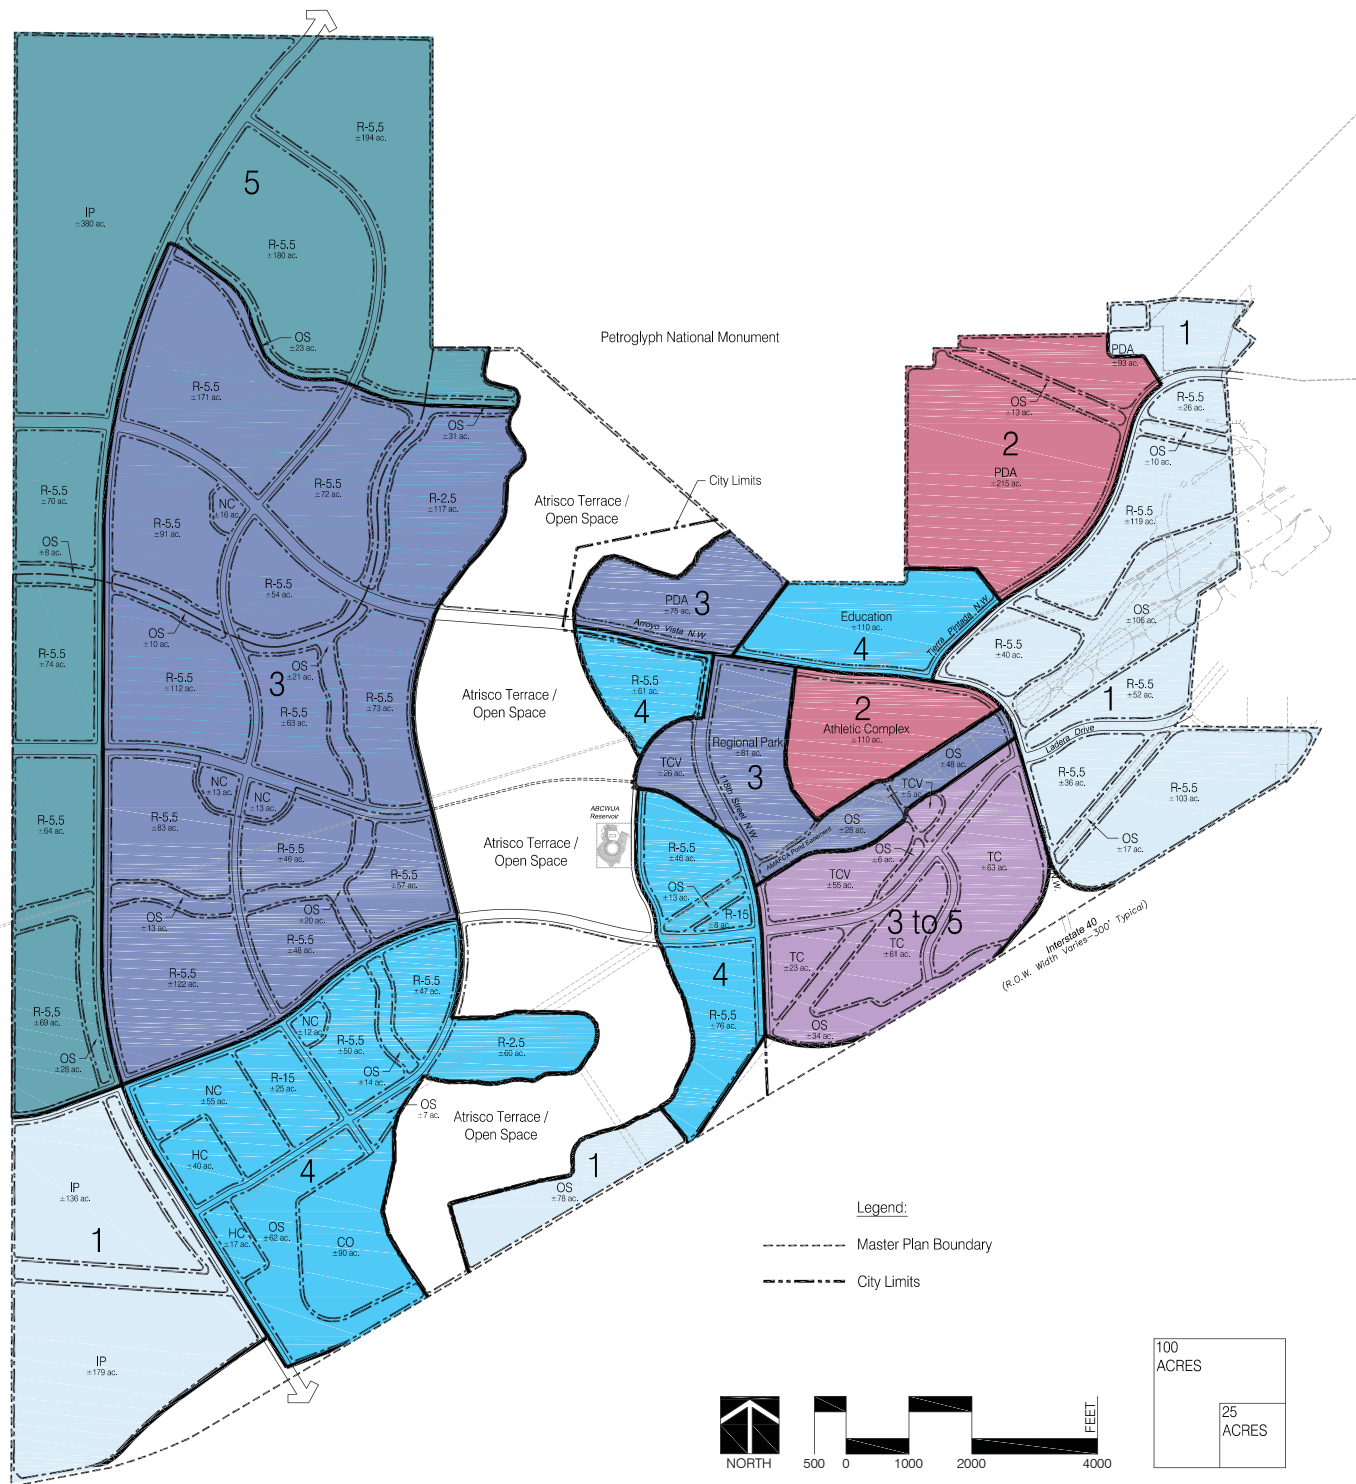 R-5.5
±194 ac.
5
IP
±380 ac.
R-5.5
±180 ac.
OS
±23 ac.
Petroglyph National Monument
1
PDA
±93 ac.
R-5.5
±171 ac.
OS
±31 ac.
OS
±13 ac.
R-5.5
±26 ac.
2
PDA
±215 ac.
OS
±10 ac.
R-5.5
±70 ac.
NC
±16 ac.
R-5.5
±72 ac.
R-2.5
±117 ac.
City Limits
Atrisco Terrace /
Open Space
R-5.5
±119 ac.
R-5.5
±91 ac.
OS
±8 ac.
R-5.5
±54 ac.
PDA
±75 ac.
3
Arroyo Vista N.W.
Education
±110 ac.
4
Tierra Pintada N.W.
OS
±106 ac.
OS
±10 ac.
R-5.5
±74 ac.
R-5.5
±40 ac.
R-5.5
±112 ac.
OS
±21 ac.
3
R-5.5
±63 ac.
R-5.5
±73 ac.
Atrisco Terrace /
Open Space
R-5.5
±61 ac.
4
R-5.5
±52 ac.
1
2
Athletic Complex
±110 ac.
Ladera Drive
Regional Park
±81 ac.
3
118th Street N.W.
TCV
±26 ac.
OS
±48 ac.
TCV
±5 ac.
R-5.5
±36 ac.
R-5.5
±103 ac.
NC
±13 ac.
NC
±13 ac.
R-5.5
±64 ac.
R-5.5
±83 ac.
ABCWUA
Reservoir
OS
±28 ac.
AMAFCA Pond Easement
OS
±17 ac.
R-5.5
±46 ac.
Atrisco Terrace /
Open Space
R-5.5
±46 ac.
OS
±6 ac.
TC
±63 ac.
R-5.5
±57 ac.
TCV
±55 ac.
OS
±13 ac.
OS
±13 ac.
OS
±20 ac.
R-15
±8 ac.
3 to 5
Interstate 40
(R.O.W. Width Varies-300' Typical)
R-5.5
±48 ac.
TC
±61 ac.
TC
±23 ac.
R-5.5
±122 ac.
R-5.5
±47 ac.
4
R-5.5
±69 ac.
NC
±12 ac.
R-5.5
±50 ac.
R-2.5
±60 ac.
R-5.5
±76 ac.
OS
±34 ac.
OS
±28 ac.
OS
±14 ac.
R-15
±25 ac.
NC
±55 ac.
OS
±7 ac.
Atrisco Terrace /
Open Space
HC
±40 ac.
4
IP
±136 ac.
1
OS
±78 ac.
1
HC
±17 ac.
OS
±62 ac.
CO
±90 ac.
Legend:
Master Plan Boundary
City Limits
IP
±179 ac.
100
ACRES
25
ACRES
FEET
NORTH
500 0 1000 2000 4000